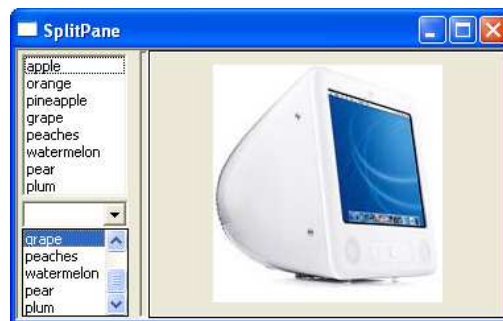 SplitPane
apple
orange
pineapple
grape
peaches
watermelon
pear
plum
grape
peaches
watermelon
pear
plum